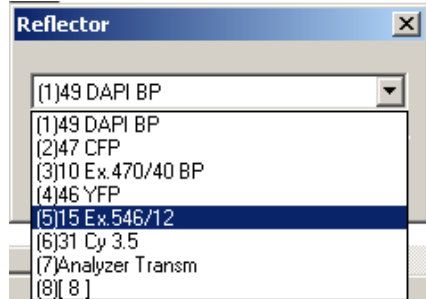 Reflector
(1)49 DAPI BP
(1)49 DAPI BP
(2)47 CFP
(3)10 Ex.470/40 BP
(4)46 YFP
(5)15 Ex.546/12
(6)31 Cy 3.5
(7)Analyzer Transm
(8)[ 8 ]